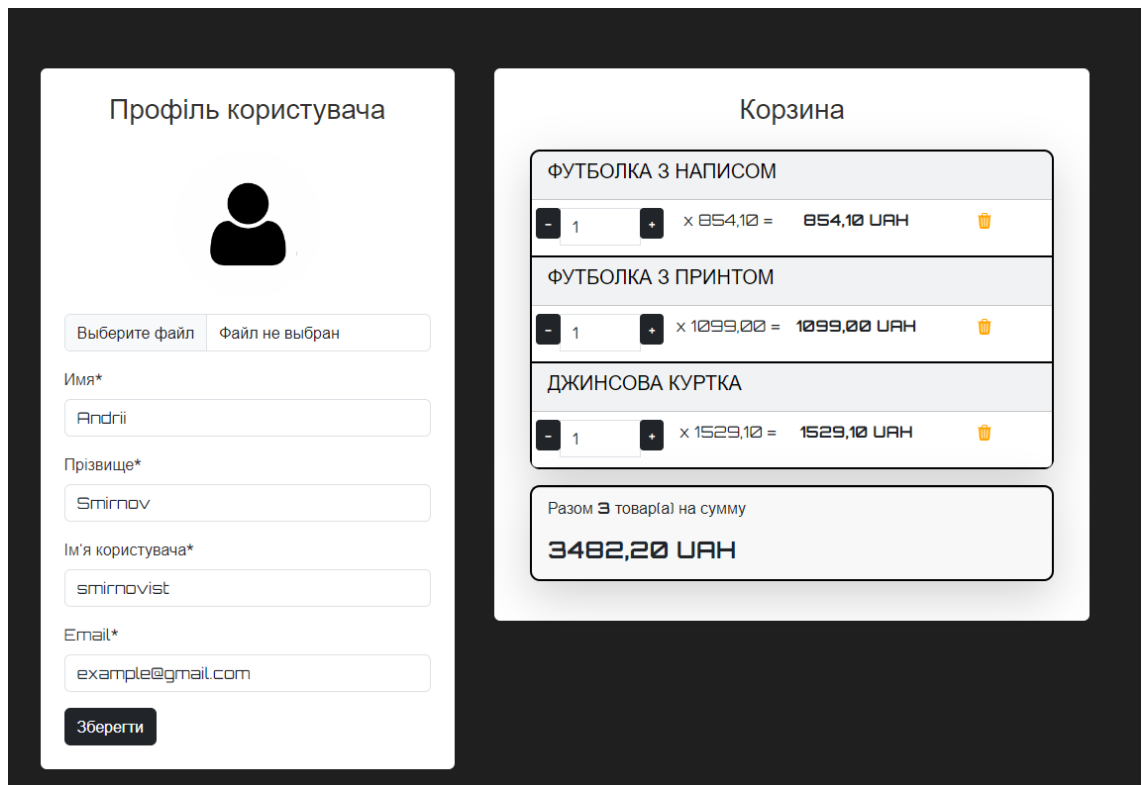 Профіль користувача
Выберите файл Файл не выбран
Имя*
Andrii
Прізвище*
Smirnov
Ім'я користувача*
smirnovist
Email*
example@gmail.com
Зберегти
Корзина
ФУТБОЛКА З НАПИСОМ
- 1 + x 854,10 = 854,10 UAH
ФУТБОЛКА З ПРИНТОМ
- 1 + x 1099,00 = 1099,00 UAH
ДЖИНСОВА КУРТКА
- 1 + x 1529,10 = 1529,10 UAH
Разом 3 товар(а) на сумму
3482,20 UAH